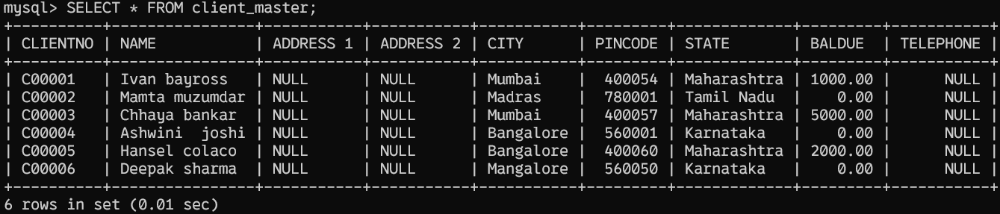 mysql> SELECT * FROM client_master;
+----------+----------------+-----------+-----------+-----------+---------+-------------+---------+-----------+
| CLIENTNO | NAME           | ADDRESS 1 | ADDRESS 2 | CITY      | PINCODE | STATE       | BALDUE  | TELEPHONE |
+----------+----------------+-----------+-----------+-----------+---------+-------------+---------+-----------+
| C00001   | Ivan bayross   | NULL      | NULL      | Mumbai    |  400054 | Maharashtra | 1000.00 |      NULL |
| C00002   | Mamta muzumdar | NULL      | NULL      | Madras    |  780001 | Tamil Nadu  |    0.00 |      NULL |
| C00003   | Chhaya bankar  | NULL      | NULL      | Mumbai    |  400057 | Maharashtra | 5000.00 |      NULL |
| C00004   | Ashwini  joshi | NULL      | NULL      | Bangalore |  560001 | Karnataka   |    0.00 |      NULL |
| C00005   | Hansel colaco  | NULL      | NULL      | Bangalore |  400060 | Maharashtra | 2000.00 |      NULL |
| C00006   | Deepak sharma  | NULL      | NULL      | Mangalore |  560050 | Karnataka   |    0.00 |      NULL |
+----------+----------------+-----------+-----------+-----------+---------+-------------+---------+-----------+
6 rows in set (0.01 sec)